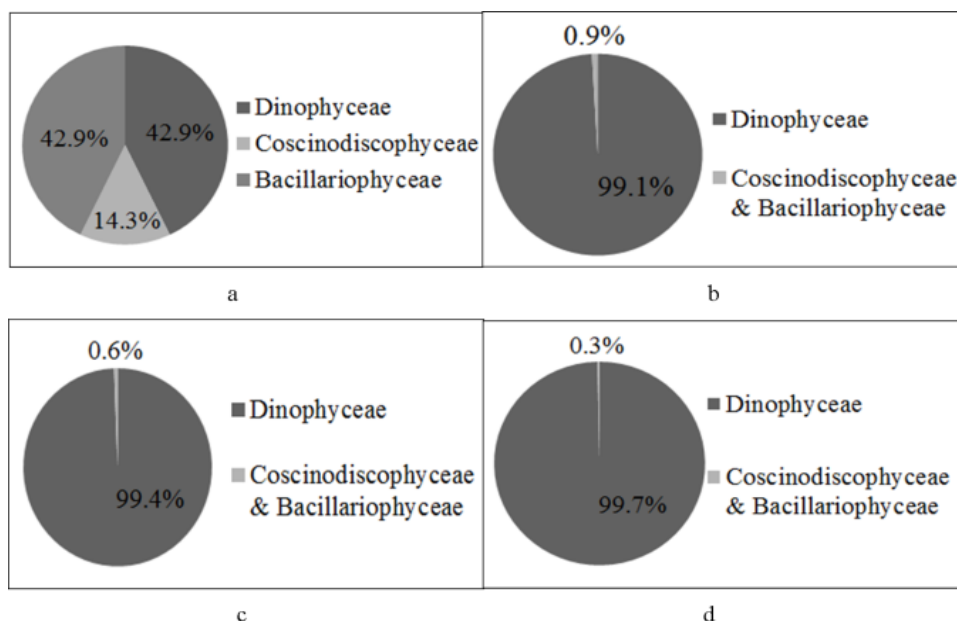 42.9%
42.9%
14.3%
Dinophyceae
Coscinodiscophyceae
Bacillariophyceae
a
0.9%
99.1%
Dinophyceae
Coscinodiscophyceae
& Bacillariophyceae
b
0.6%
99.4%
Dinophyceae
Coscinodiscophyceae
& Bacillariophyceae
c
0.3%
99.7%
Dinophyceae
Coscinodiscophyceae
& Bacillariophyceae
d